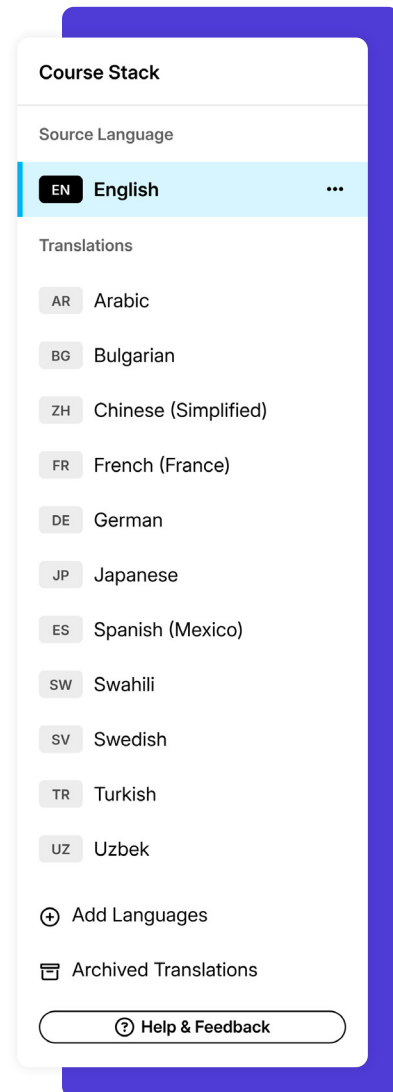 Course Stack
Source Language
EN English
Translations
AR Arabic
BG Bulgarian
ZH Chinese (Simplified)
FR French (France)
DE German
JP Japanese
ES Spanish (Mexico)
SW Swahili
SV Swedish
TR Turkish
UZ Uzbek
Add Languages
Archived Translations
Help & Feedback